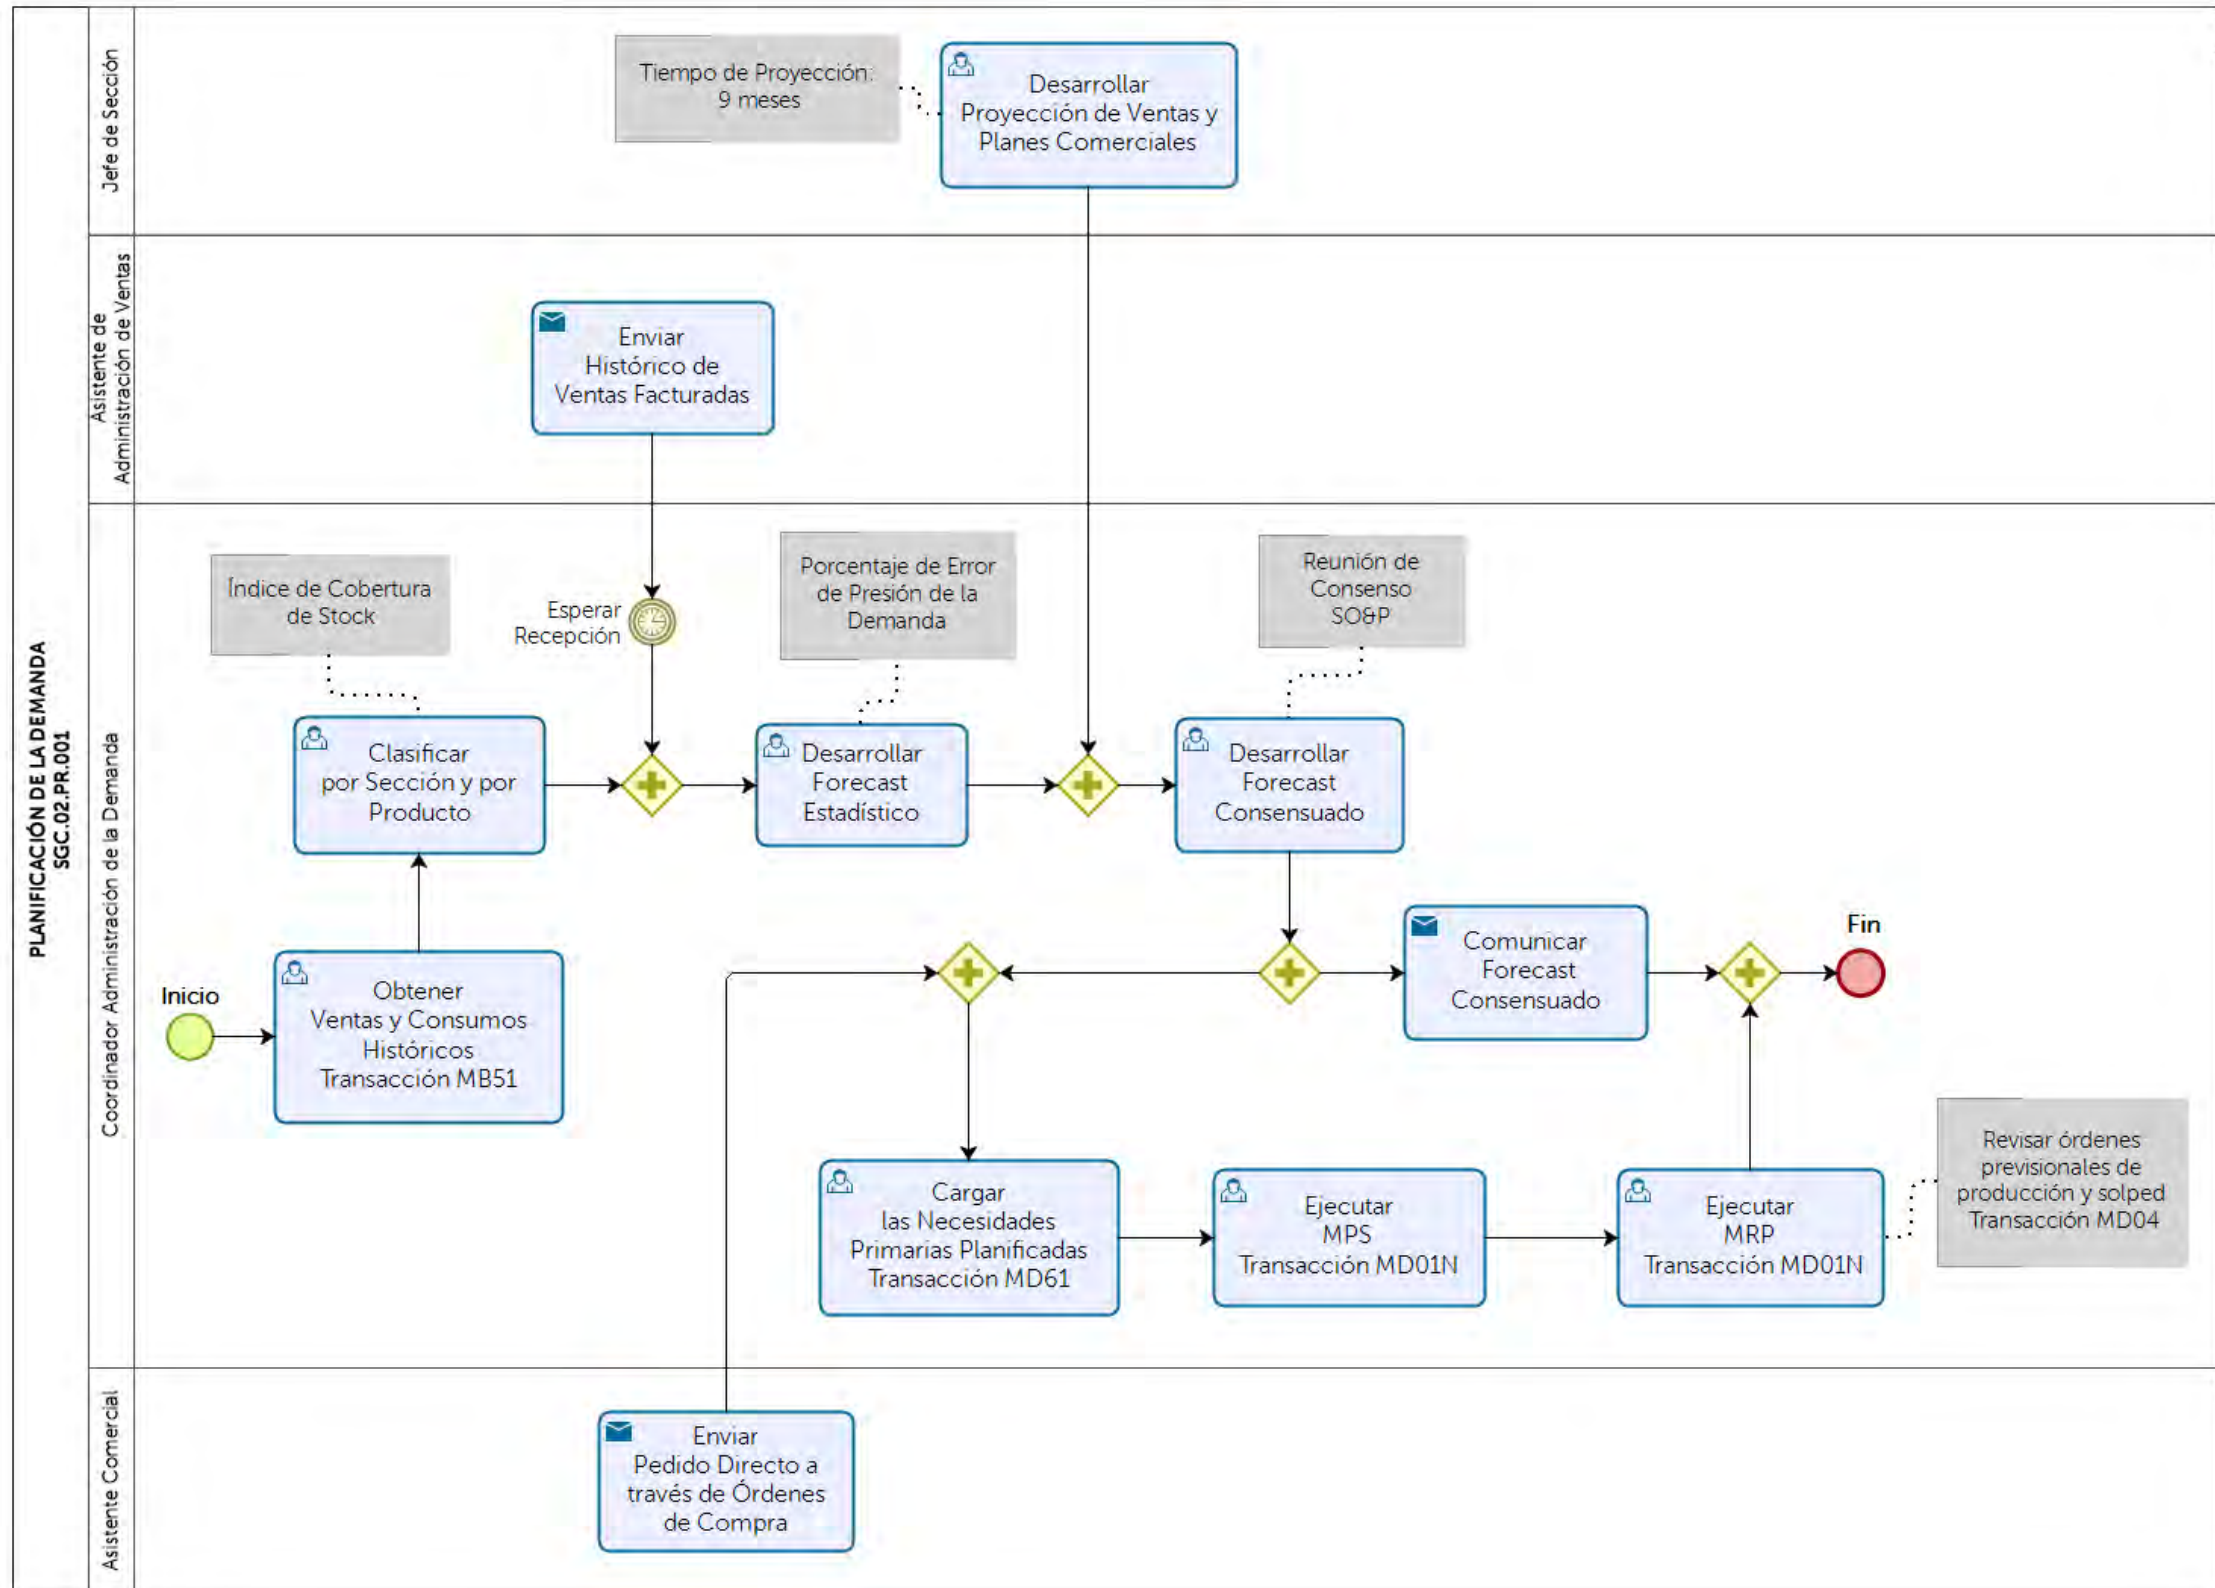 PLANIFICACIÓN DE LA DEMANDA
SGC.02.PR.001
Jefe de Sección
Tiempo de Proyección:
9 meses
Desarrollar
Proyección de Ventas y
Planes Comerciales
Asistente de
Administración de Ventas
Enviar
Histórico de
Ventas Facturadas
Coordinador Administración de la Demanda
Índice de Cobertura
de Stock
Esperar
Recepción
Porcentaje de Error
de Presión de la
Demanda
Reunión de
Consenso
SO&P
Clasificar
por Sección y por
Producto
Desarrollar
Forecast
Estadístico
Desarrollar
Forecast
Consensuado
Inicio
Obtener
Ventas y Consumos
Históricos
Transacción MB51
Comunicar
Forecast
Consensuado
Fin
Cargar
las Necesidades
Primarias Planificadas
Transacción MD61
Ejecutar
MPS
Transacción MD01N
Ejecutar
MRP
Transacción MD01N
Revisar órdenes
previsionales de
producción y solped
Transacción MD04
Asistente Comercial
Enviar
Pedido Directo a
través de Órdenes
de Compra